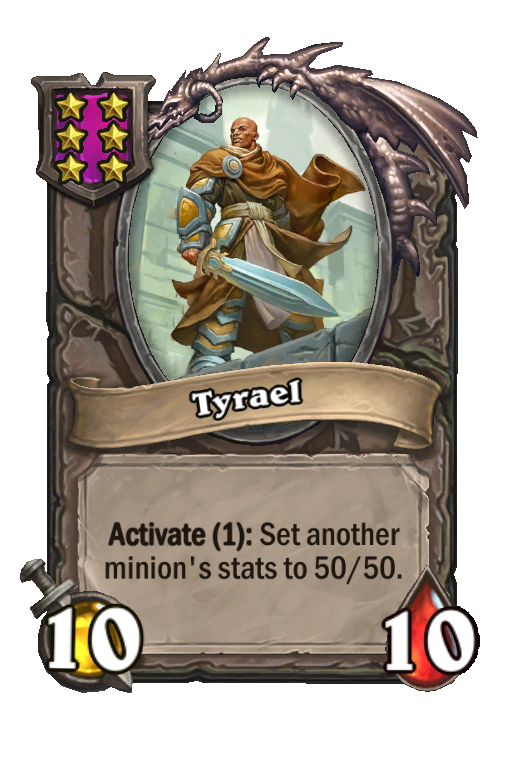 Tyrael
Activate (1): Set another
minion's stats to 50/50.
10
10